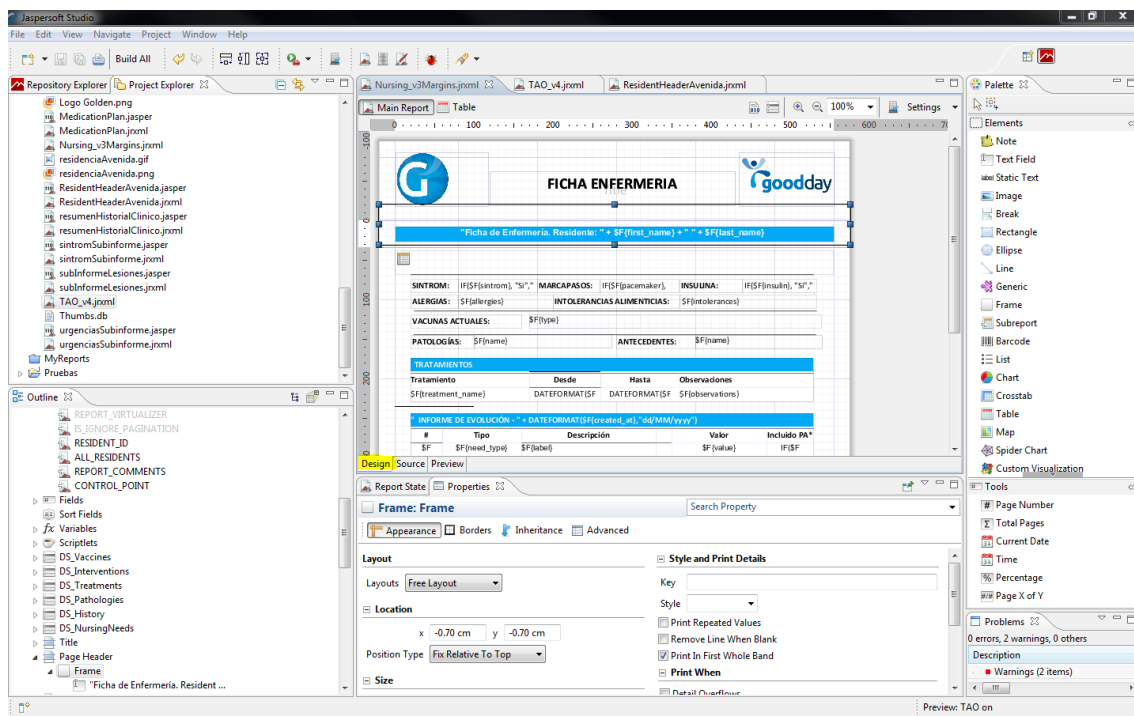 Jaspersoft Studio
File Edit View Navigate Project Window Help
Build All
Repository Explorer Project Explorer
Logo Golden.png
MedicationPlan.jasper
MedicationPlan.jrxml
Nursing_v3Margins.jrxml
residenciaAvenida.gif
residenciaAvenida.png
ResidentHeaderAvenida.jasper
ResidentHeaderAvenida.jrxml
resumenHistorialClinico.jasper
resumenHistorialClinico.jrxml
sintromSubinforme.jasper
sintromSubinforme.jrxml
subInformeLesiones.jasper
subInformeLesiones.jrxml
TAO_v4.jrxml
Thumbs.db
urgenciasSubinforme.jasper
urgenciasSubinforme.jrxml
MyReports
Pruebas
Outline
REPORT_VIRTUALIZER
IS_IGNORE_PAGINATION
RESIDENT_ID
ALL_RESIDENTS
REPORT_COMMENTS
CONTROL_POINT
Fields
Sort Fields
fx Variables
Scriptlets
DS_Vaccines
DS_Interventions
DS_Treatments
DS_Pathologies
DS_History
DS_NursingNeeds
Title
Page Header
Frame
"Ficha de Enfermería. Resident ...
Nursing_v3Margins.jrxml TAO_v4.jrxml ResidentHeaderAvenida.jrxml
Main Report Table 100% Settings
0 100 200 300 400 500 600 70
-100
0
100
200
FICHA ENFERMERIA
Title
goodday
"Ficha de Enfermería. Residente: " + $F{first_name} + " " + $F{last_name}
SINTROM: IF($F{sintrom}, "Sí"," MARCAPASOS: IF($F{pacemaker}, INSULINA: IF($F{insulin}, "Sí","
ALERGIAS: $F{allergies} INTOLERANCIAS ALIMENTICIAS: $F{intolerances}
VACUNAS ACTUALES: $F{type}
PATOLOGÍAS: $F{name} ANTECEDENTES: $F{name}
TRATAMIENTOS
Tratamiento Desde Hasta Observaciones
$F{treatment_name} DATEFORMAT($F DATEFORMAT($F $F{observations}
" INFORME DE EVOLUCIÓN - " + DATEFORMAT($F{created_at},"dd/MM/yyyy")
# Tipo Descripción Valor Incluido PA*
$F $F{need_type} $F{label} $F{value} IF($F
Design Source Preview
Report State Properties
Frame: Frame Search Property
Appearance Borders Inheritance Advanced
Layout
Layouts Free Layout
Location
x -0.70 cm y -0.70 cm
Position Type Fix Relative To Top
Size
Style and Print Details
Key
Style
Print Repeated Values
Remove Line When Blank
Print In First Whole Band
Print When
Detail Overflows
Palette
Elements
Note
Text Field
label Static Text
Image
Break
Rectangle
Ellipse
Line
Generic
Frame
Subreport
Barcode
List
Chart
Crosstab
Table
Map
Spider Chart
Custom Visualization
Tools
# Page Number
Σ Total Pages
Current Date
Time
% Percentage
#/# Page X of Y
Problems
0 errors, 2 warnings, 0 others
Description
Warnings (2 items)
Preview: TAO on